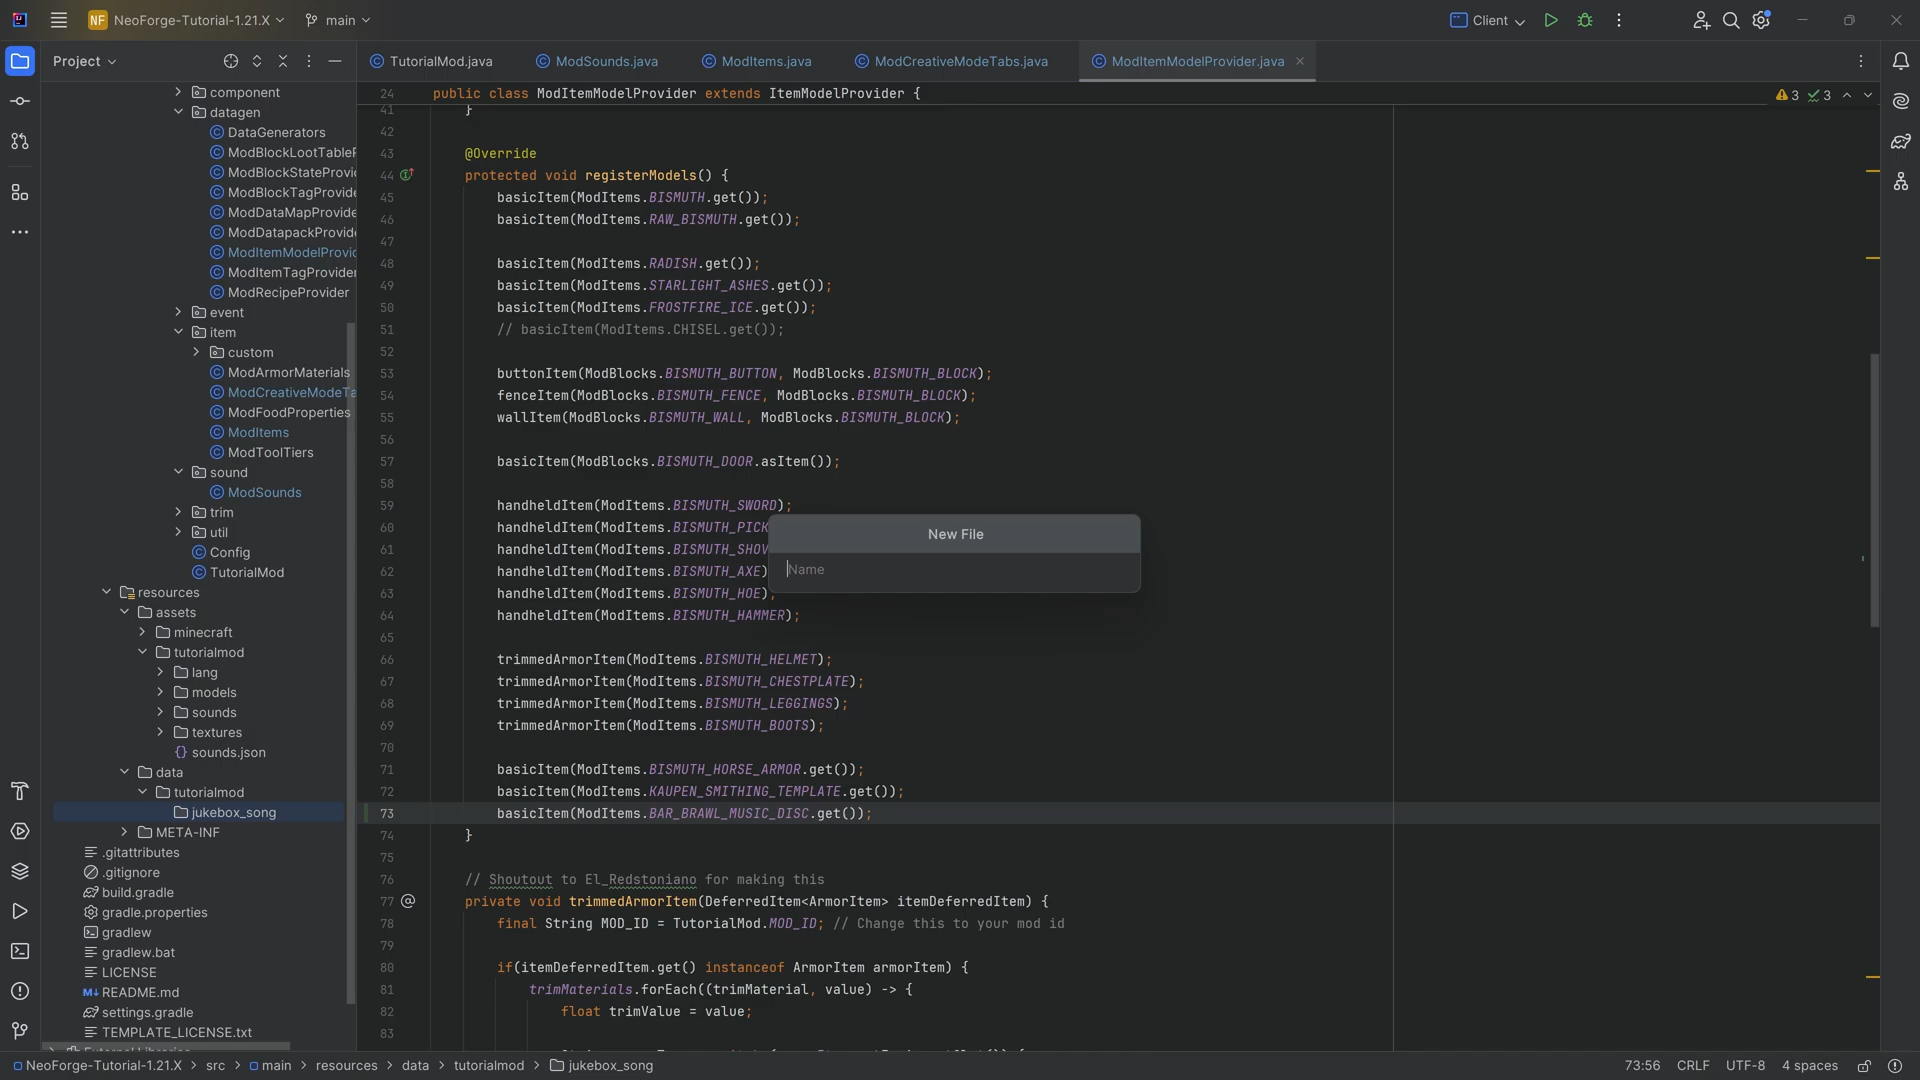 NF NeoForge-Tutorial-1.21.X main Client
Project
TutorialMod.java ModSounds.java ModItems.java ModCreativeModeTabs.java ModItemModelProvider.java
component
datagen
DataGenerators
ModBlockLootTableP
ModBlockStateProvi
ModBlockTagProvide
ModDataMapProvide
ModDatapackProvide
ModItemModelProvid
ModItemTagProvider
ModRecipeProvider
event
item
custom
ModArmorMaterials
ModCreativeModeTa
ModFoodProperties
ModItems
ModToolTiers
sound
ModSounds
trim
util
Config
TutorialMod
resources
assets
minecraft
tutorialmod
lang
models
sounds
textures
sounds.json
data
tutorialmod
jukebox_song
META-INF
.gitattributes
.gitignore
build.gradle
gradle.properties
gradlew
gradlew.bat
LICENSE
README.md
settings.gradle
TEMPLATE_LICENSE.txt
24 public class ModItemModelProvider extends ItemModelProvider {
3 3
41 }
42
43 @Override
44 protected void registerModels() {
45 basicItem(ModItems.BISMUTH.get());
46 basicItem(ModItems.RAW_BISMUTH.get());
47
48 basicItem(ModItems.RADISH.get());
49 basicItem(ModItems.STARLIGHT_ASHES.get());
50 basicItem(ModItems.FROSTFIRE_ICE.get());
51 // basicItem(ModItems.CHISEL.get());
52
53 buttonItem(ModBlocks.BISMUTH_BUTTON, ModBlocks.BISMUTH_BLOCK);
54 fenceItem(ModBlocks.BISMUTH_FENCE, ModBlocks.BISMUTH_BLOCK);
55 wallItem(ModBlocks.BISMUTH_WALL, ModBlocks.BISMUTH_BLOCK);
56
57 basicItem(ModBlocks.BISMUTH_DOOR.asItem());
58
59 handheldItem(ModItems.BISMUTH_SWORD);
60 handheldItem(ModItems.BISMUTH_PICK
61 handheldItem(ModItems.BISMUTH_SHOV
62 handheldItem(ModItems.BISMUTH_AXE)
63 handheldItem(ModItems.BISMUTH_HOE);
64 handheldItem(ModItems.BISMUTH_HAMMER);
65
66 trimmedArmorItem(ModItems.BISMUTH_HELMET);
67 trimmedArmorItem(ModItems.BISMUTH_CHESTPLATE);
68 trimmedArmorItem(ModItems.BISMUTH_LEGGINGS);
69 trimmedArmorItem(ModItems.BISMUTH_BOOTS);
70
71 basicItem(ModItems.BISMUTH_HORSE_ARMOR.get());
72 basicItem(ModItems.KAUPEN_SMITHING_TEMPLATE.get());
73 basicItem(ModItems.BAR_BRAWL_MUSIC_DISC.get());
74 }
75
76 // Shoutout to El_Redstoniano for making this
77 private void trimmedArmorItem(DeferredItem<ArmorItem> itemDeferredItem) {
78 final String MOD_ID = TutorialMod.MOD_ID; // Change this to your mod id
79
80 if(itemDeferredItem.get() instanceof ArmorItem armorItem) {
81 trimMaterials.forEach((trimMaterial, value) -> {
82 float trimValue = value;
83
New File
Name
NeoForge-Tutorial-1.21.X > src > main > resources > data > tutorialmod > jukebox_song
73:56 CRLF UTF-8 4 spaces